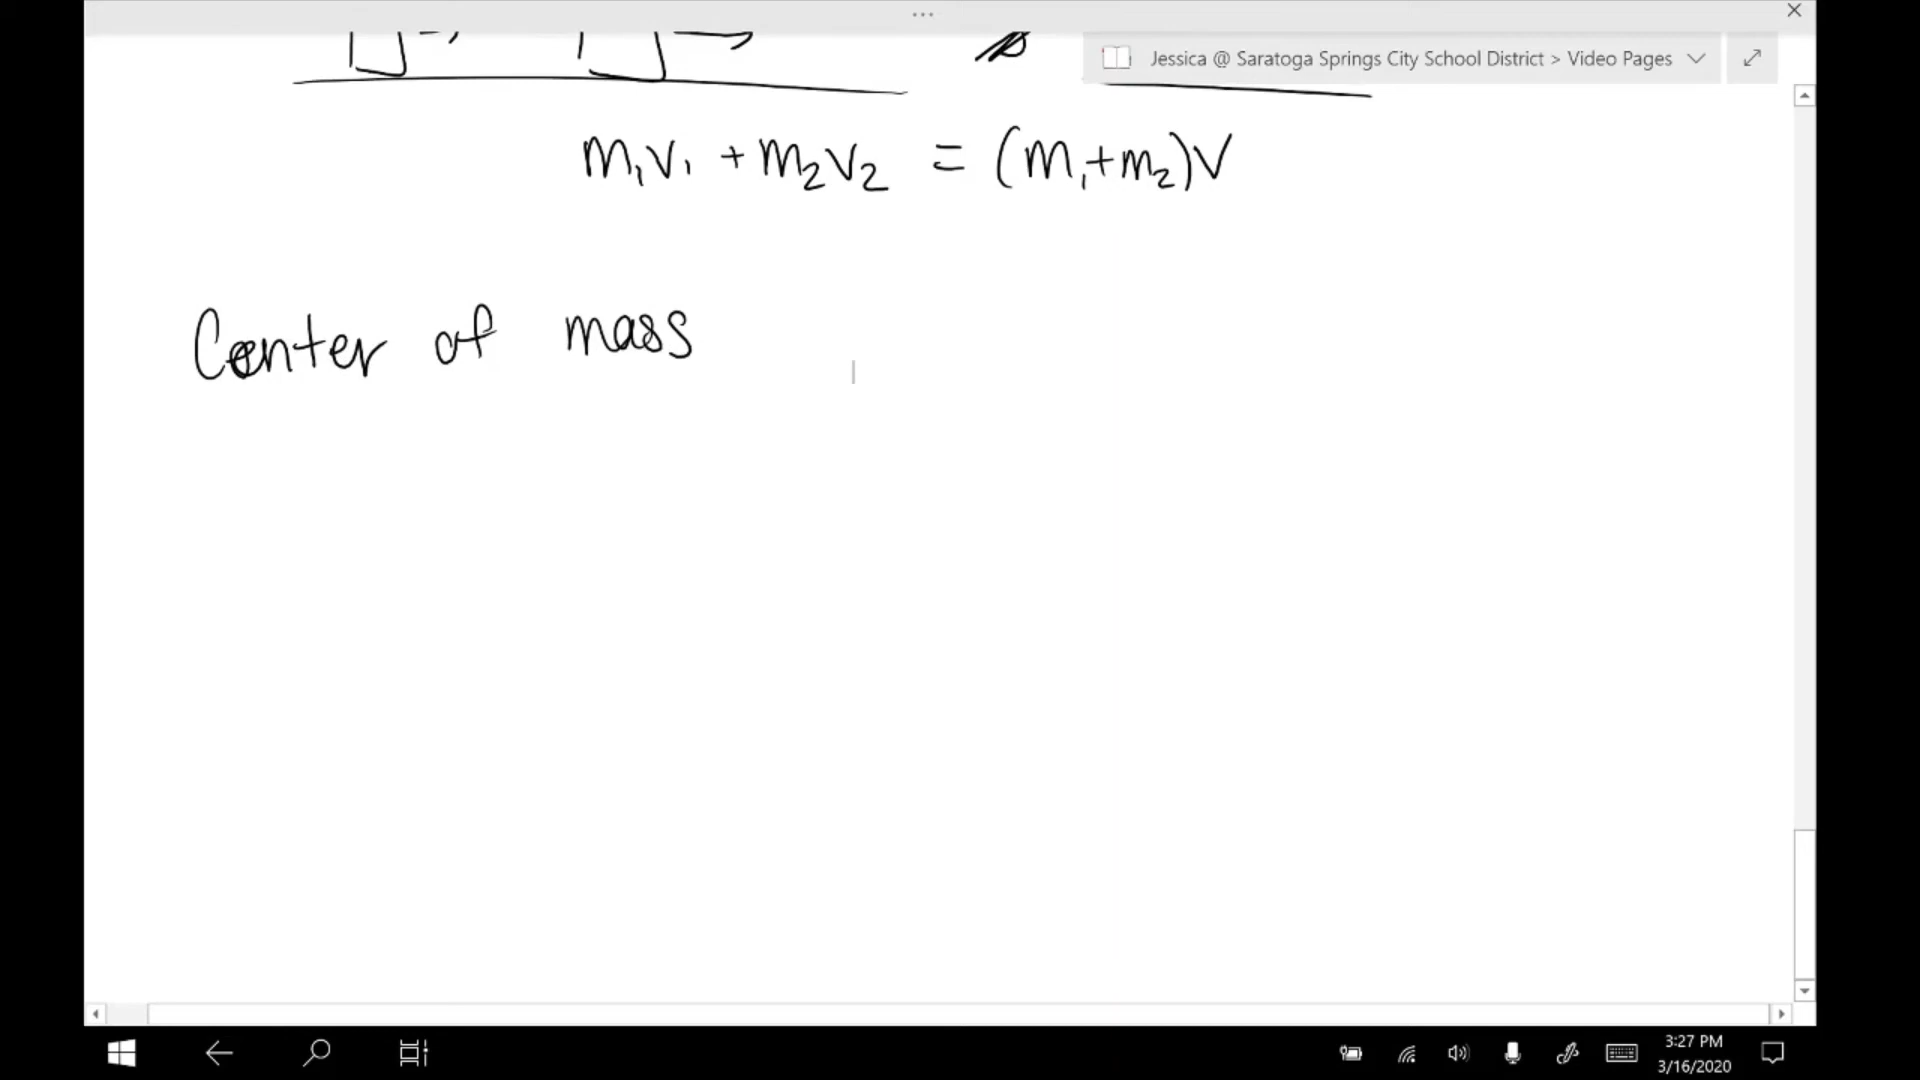 Jessica @ Saratoga Springs City School District > Video Pages
m₁v₁ + m₂v₂ = (m₁+m₂)v
Center of mass
3:27 PM
3/16/2020